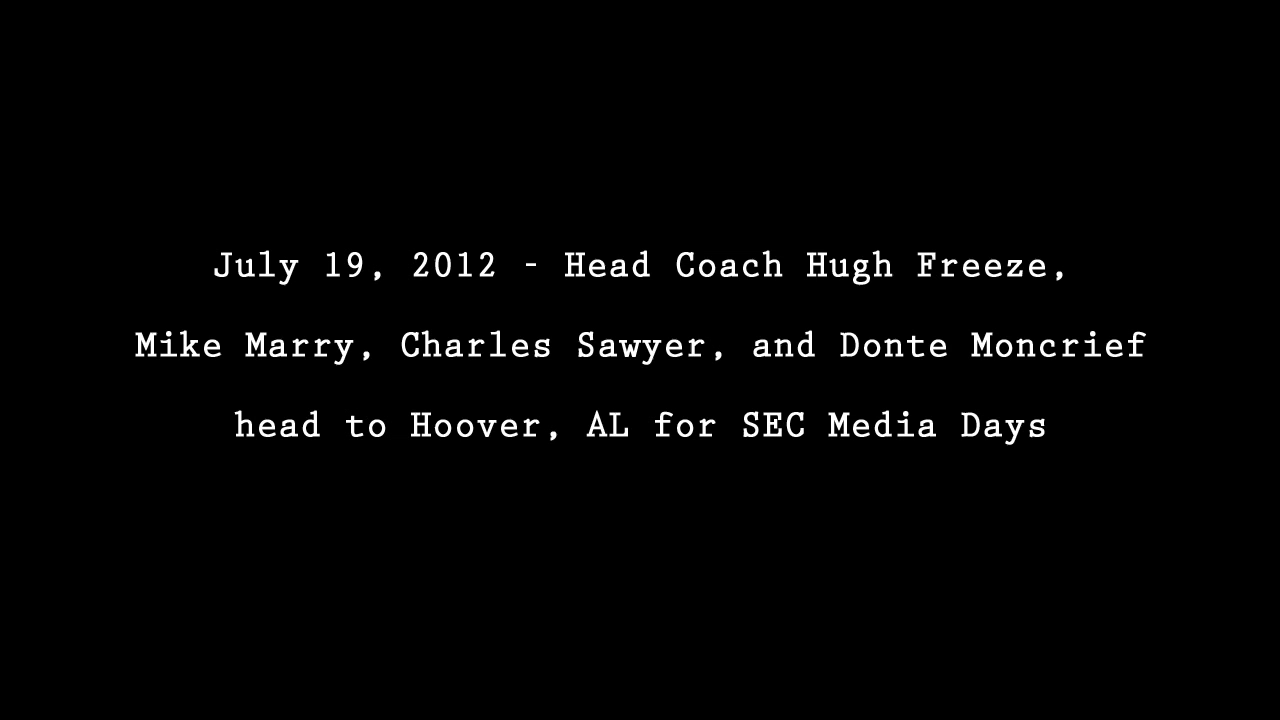 July 19, 2012 - Head Coach Hugh Freeze,
Mike Marry, Charles Sawyer, and Donte Moncrief
head to Hoover, AL for SEC Media Days